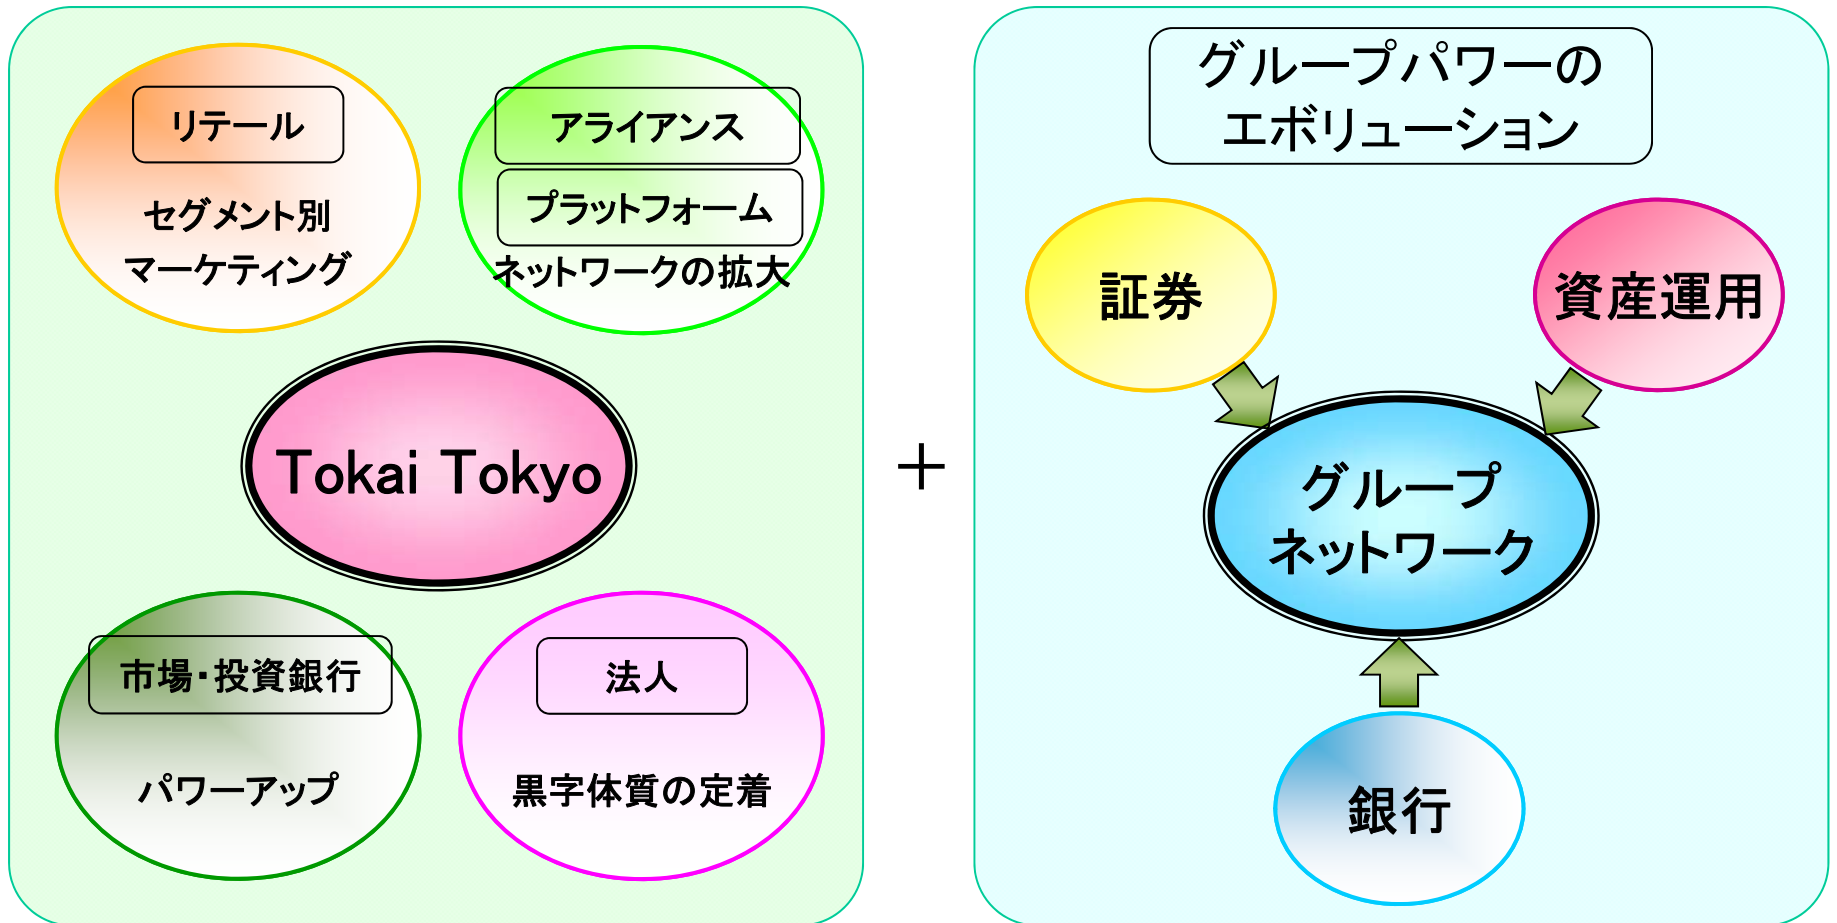 リテール
セグメント別
マーケティング
アライアンス
プラットフォーム
ネットワークの拡大
Tokai Tokyo
市場・投資銀行
パワーアップ
法人
黒字体質の定着
＋
グループパワーの
エボリューション
証券
資産運用
グループ
ネットワーク
銀行